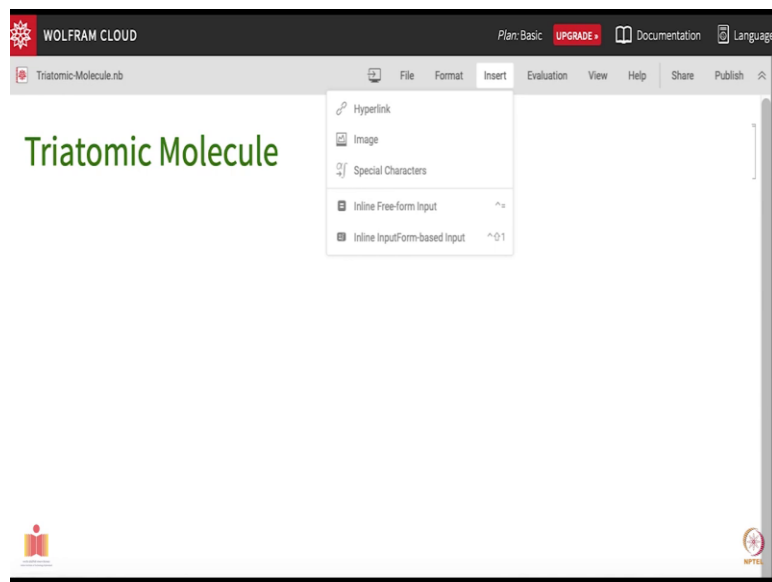 WOLFRAM CLOUD Plan: Basic UPGRADE » Documentation Language
Triatomic-Molecule.nb File Format Insert Evaluation View Help Share Publish
Hyperlink
Triatomic Molecule
Image
Special Characters
Inline Free-form Input ^=
Inline InputForm-based Input ^⇧1
NPTEL